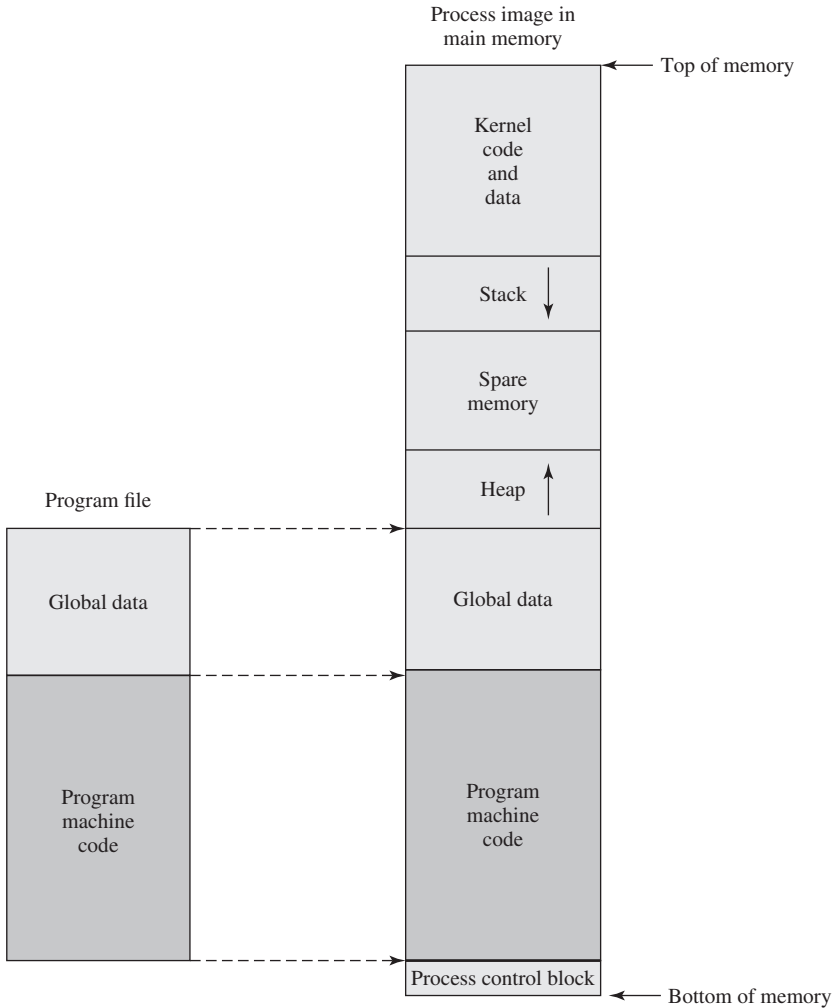 Process image in
main memory
Top of memory
Kernel
code
and
data
Stack
Spare
memory
Heap
Program file
Global data
Global data
Program
machine
code
Program
machine
code
Process control block
Bottom of memory